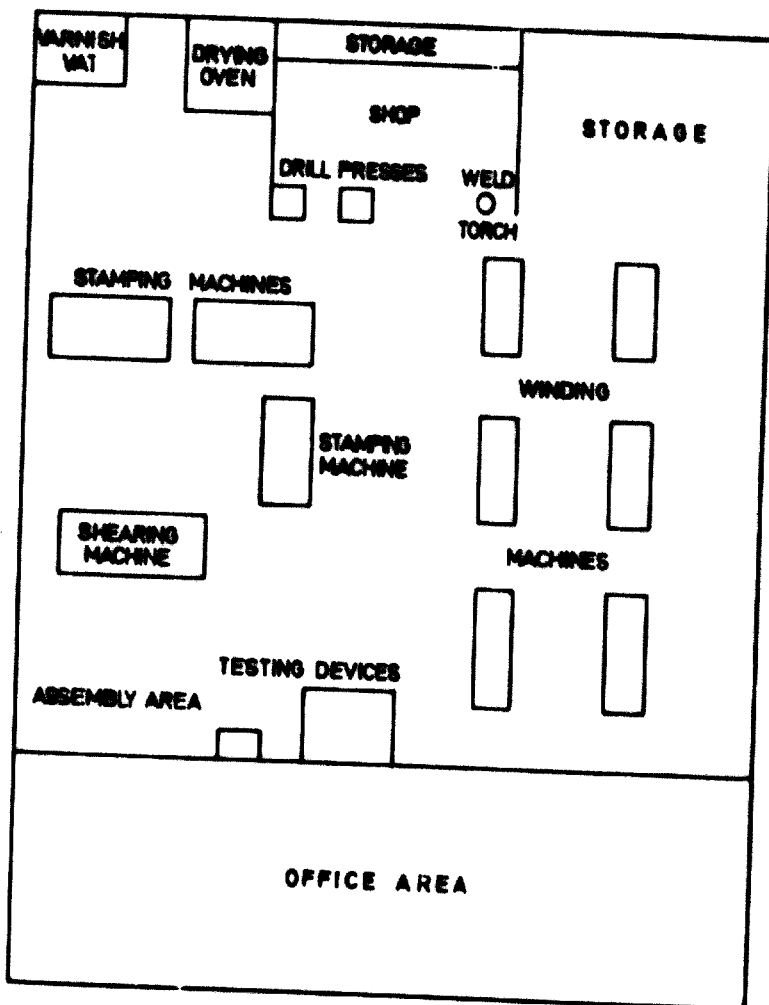 VARNISH
VAT
DRYING
OVEN
STORAGE
SHOP
STORAGE
DRILL PRESSES
WELD
TORCH
STAMPING MACHINES
WINDING
STAMPING
MACHINE
SHEARING
MACHINE
MACHINES
TESTING DEVICES
ASSEMBLY AREA
OFFICE AREA